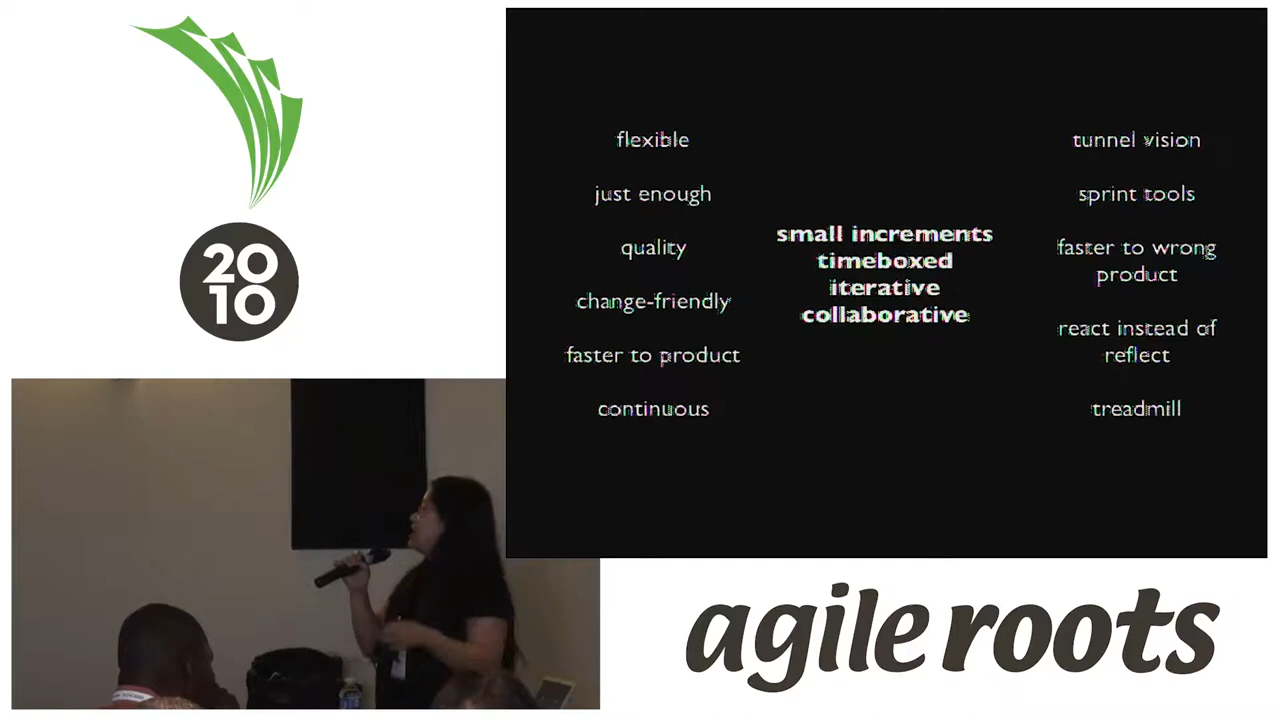 20
10
flexible
just enough
quality
change-friendly
faster to product
continuous
small increments
timeboxed
iterative
collaborative
tunnel vision
sprint tools
faster to wrong
product
react instead of
reflect
treadmill
agile roots